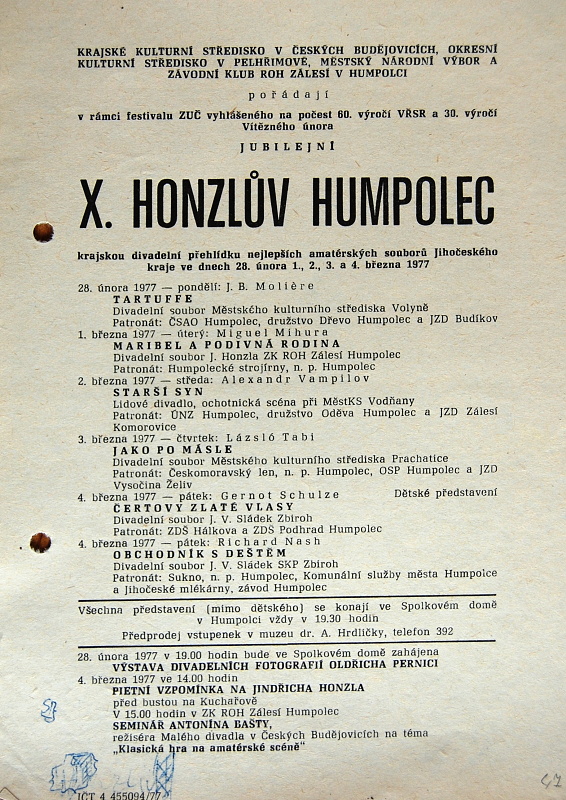 KRAJSKÉ KULTURNÍ STŘEDISKO V ČESKÝCH BUDĚJOVICÍCH, OKRESNÍ
KULTURNÍ STŘEDISKO V PELHŘIMOVĚ, MĚSTSKÝ NÁRODNÍ VÝBOR A
ZÁVODNÍ KLUB ROH ZÁLESÍ V HUMPOLCI
pořádají
v rámci festivalu ZUČ vyhlášeného na počest 60. výročí VŘSR a 30. výročí
Vítězného února
JUBILEJNÍ
X. HONZLŮV HUMPOLEC
krajskou divadelní přehlídku nejlepších amatérských souborů Jihočeského
kraje ve dnech 28. února 1., 2., 3. a 4. března 1977
28. února 1977 — pondělí: J. B. Molière
TARTUFFE
Divadelní soubor Městského kulturního střediska Volyně
Patronát: ČSAO Humpolec, družstvo Dřevo Humpolec a JZD Budíkov
1. března 1977 — úterý: Miguel Mihura
MARIBEL A PODIVNÁ RODINA
Divadelní soubor J. Honzla ZK ROH Zálesí Humpolec
Patronát: Humpolecké strojírny, n. p. Humpolec
2. března 1977 — středa: Alexandr Vampilov
STARŠÍ SYN
Lidové divadlo, ochotnická scéna při MěstKS Vodňany
Patronát: ÚNZ Humpolec, družstvo Oděva Humpolec a JZD Zálesí
Komorovice
3. března 1977 — čtvrtek: Lázsló Tabi
JAKO PO MÁSLE
Divadelní soubor Městského kulturního střediska Prachatice
Patronát: Českomoravský len, n. p. Humpolec, OSP Humpolec a JZD
Vysočina Želiv
4. března 1977 — pátek: Gernot Schulze Dětské představení
ČERTOVY ZLATÉ VLASY
Divadelní soubor J. V. Sládek Zbiroh
Patronát: ZDŠ Hálkova a ZDŠ Podhrad Humpolec
4. března 1977 — pátek: Richard Nash
OBCHODNÍK S DEŠTĚM
Divadelní soubor J. V. Sládek SKP Zbiroh
Patronát: Sukno, n. p. Humpolec, Komunální služby města Humpolce
a Jihočeské mlékárny, závod Humpolec
Všechna představení (mimo dětského) se konají ve Spolkovém domě
v Humpolci vždy v 19.30 hodin
Předprodej vstupenek v muzeu dr. A. Hrdličky, telefon 392
28. února 1977 v 19.00 hodin bude ve Spolkovém domě zahájena
VÝSTAVA DIVADELNÍCH FOTOGRAFIÍ OLDŘICHA PERNICI
4. března 1977 ve 14.00 hodin
PIETNÍ VZPOMÍNKA NA JINDŘICHA HONZLA
před bustou na Kuchařově
V 15.00 hodin v ZK ROH Zálesí Humpolec
SEMINÁŘ ANTONÍNA BAŠTY,
režiséra Malého divadla v Českých Budějovicích na téma
„Klasická hra na amatérské scéně“
JČT 4 455094/77
47